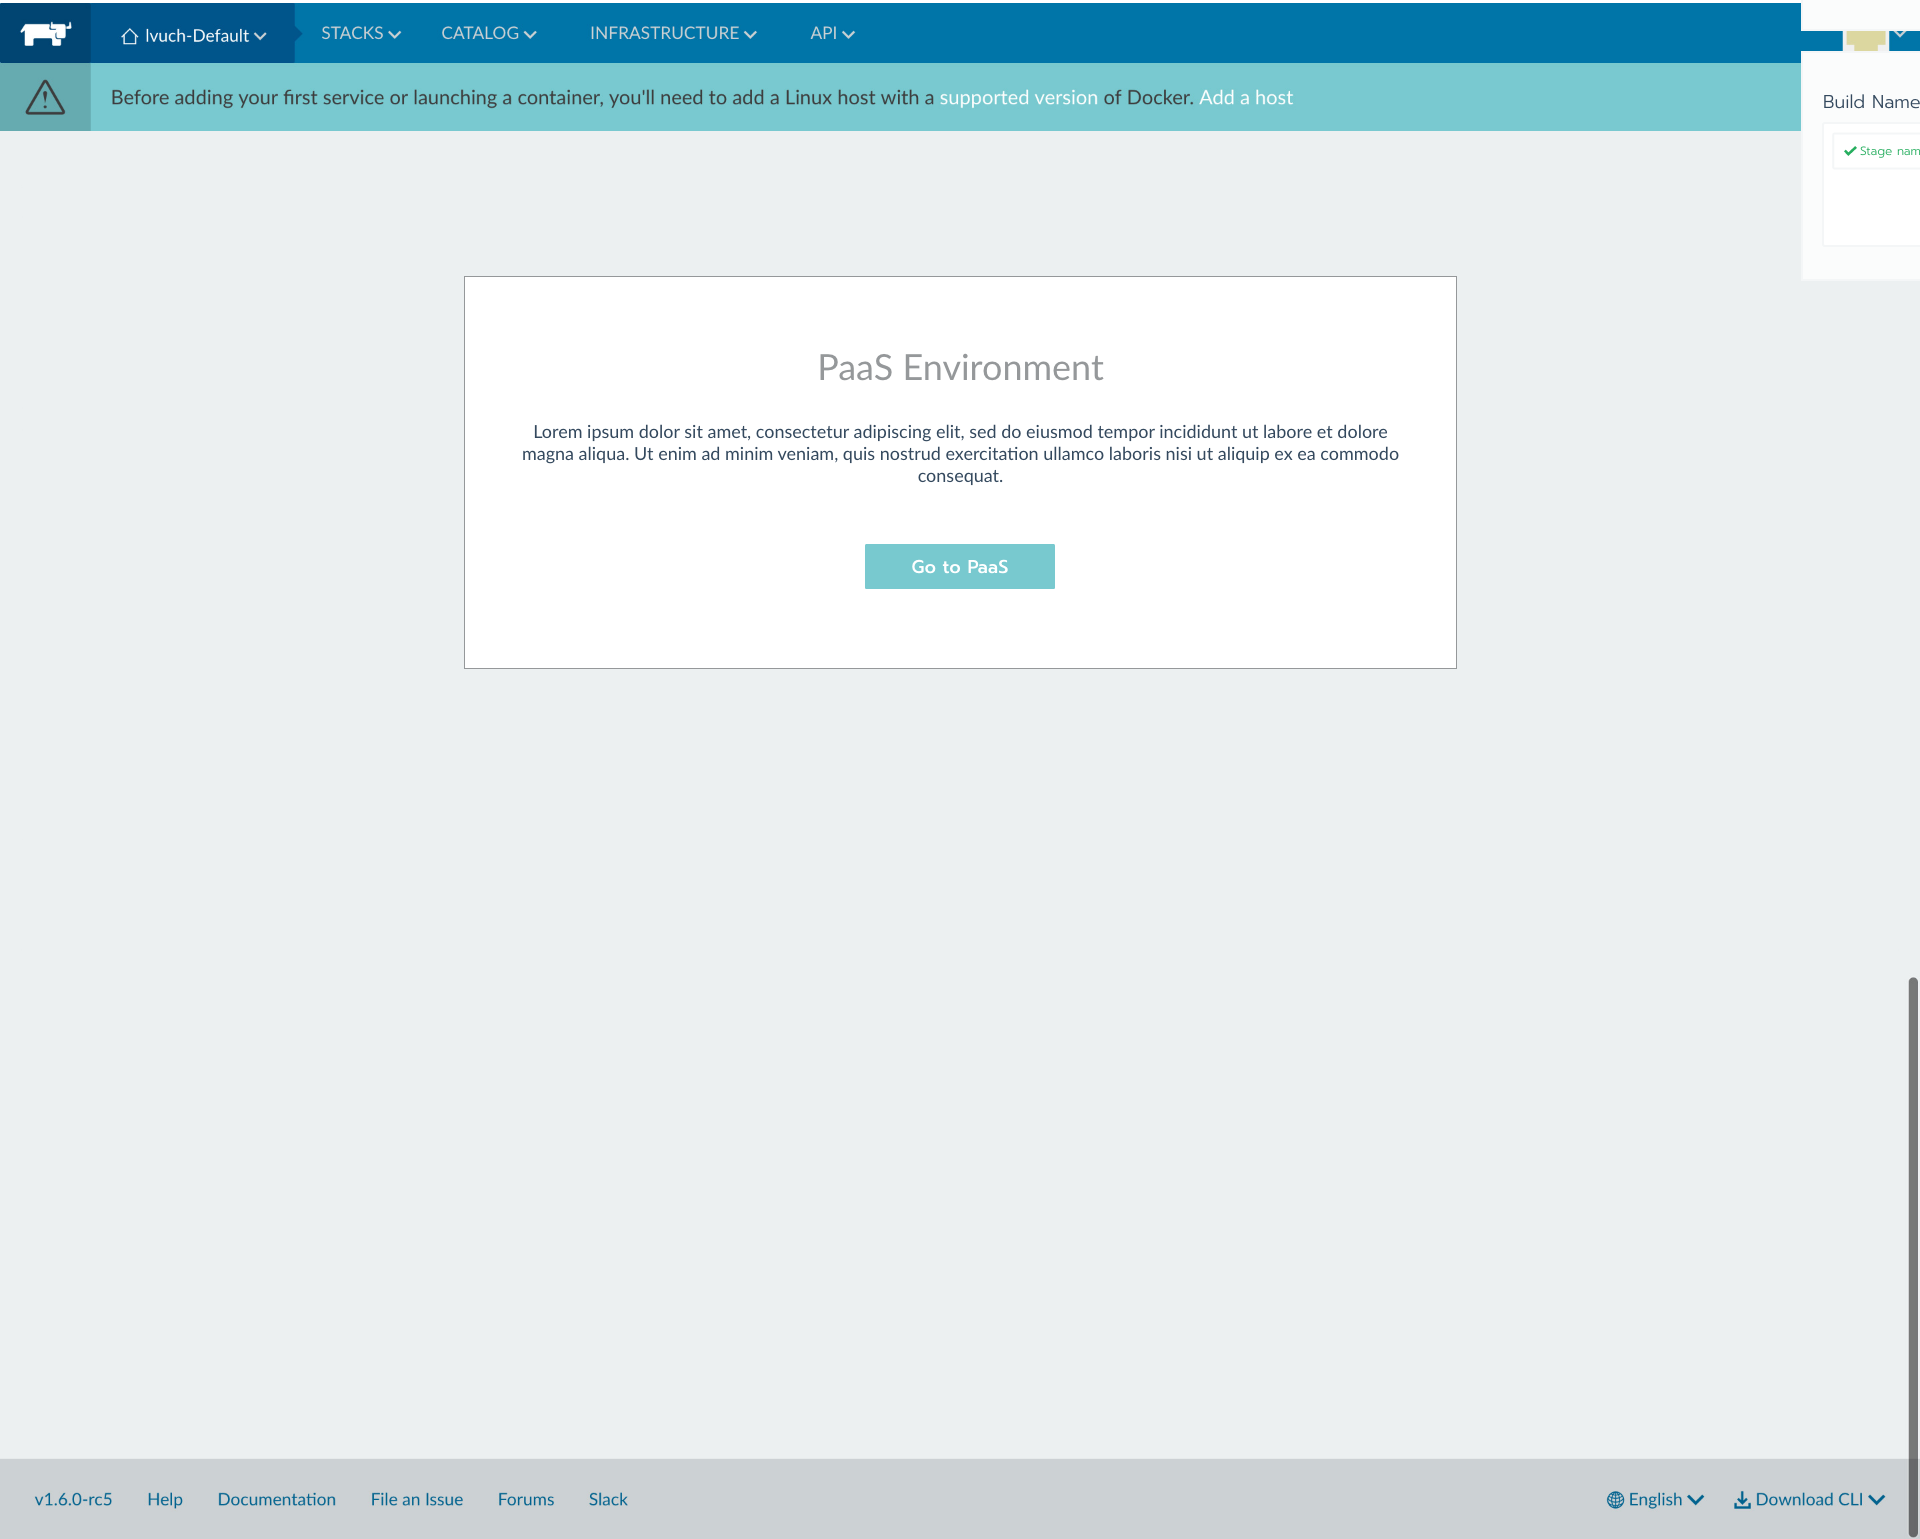 lvuch-Default
STACKS
CATALOG
INFRASTRUCTURE
API
Before adding your first service or launching a container, you'll need to add a Linux host with a supported version of Docker. Add a host
Build Name
Stage nam
PaaS Environment
Lorem ipsum dolor sit amet, consectetur adipiscing elit, sed do eiusmod tempor incididunt ut labore et dolore
magna aliqua. Ut enim ad minim veniam, quis nostrud exercitation ullamco laboris nisi ut aliquip ex ea commodo
consequat.
Go to PaaS
v1.6.0-rc5
Help
Documentation
File an Issue
Forums
Slack
English
Download CLI